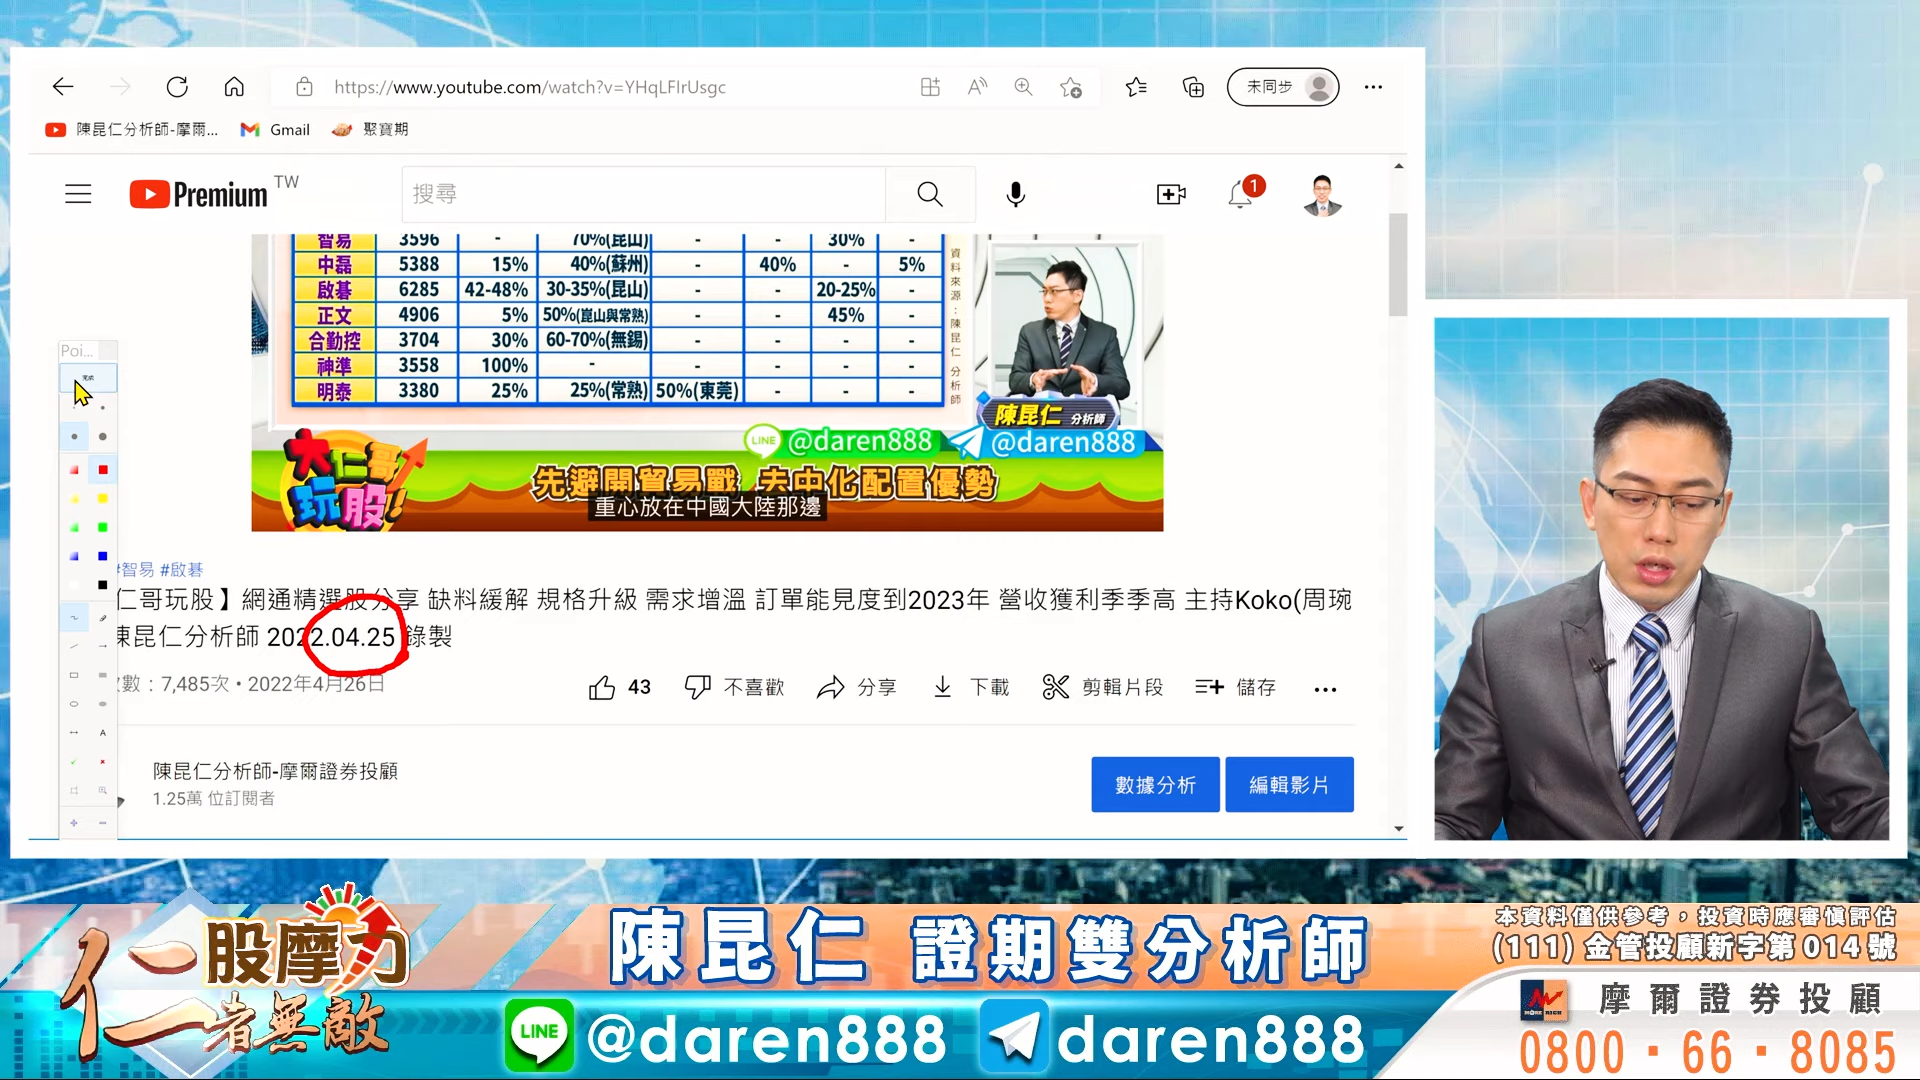 https://www.youtube.com/watch?v=YHqLFIrUsgc
未同步
陳昆仁分析師-摩爾...
Gmail
聚寶期
Premium TW
搜尋
1
智易 3596 - 70%(昆山) - - 30% -
中磊 5388 15% 40%(蘇州) - 40% - 5%
啟碁 6285 42-48% 30-35%(昆山) - - 20-25% -
正文 4906 5% 50%(崑山與常熟) - - 45% -
合勤控 3704 30% 60-70%(無錫) - - - -
神準 3558 100% - - - - -
明泰 3380 25% 25%(常熟) 50%(東莞) - - -
資料來源:陳昆仁 分析師
陳昆仁 分析師
LINE @daren888 @daren888
大仁哥玩股!
先避開貿易戰 去中化配置優勢
重心放在中國大陸那邊
Poi...
完成
A
#智易 #啟碁
仁哥玩股】網通精選股分享 缺料緩解 規格升級 需求增溫 訂單能見度到2023年 營收獲利季季高 主持Koko(周琬
陳昆仁分析師 2022.04.25 錄製
數:7,485次 • 2022年4月26日
43
不喜歡
分享
下載
剪輯片段
儲存
陳昆仁分析師-摩爾證券投顧
1.25萬 位訂閱者
數據分析
編輯影片
股摩力
仁者無敵
陳昆仁 證期雙分析師
LINE @daren888 daren888
本資料僅供參考,投資時應審慎評估
(111) 金管投顧新字第 014 號
MORE RICH
摩爾證券投顧
0800・66・8085